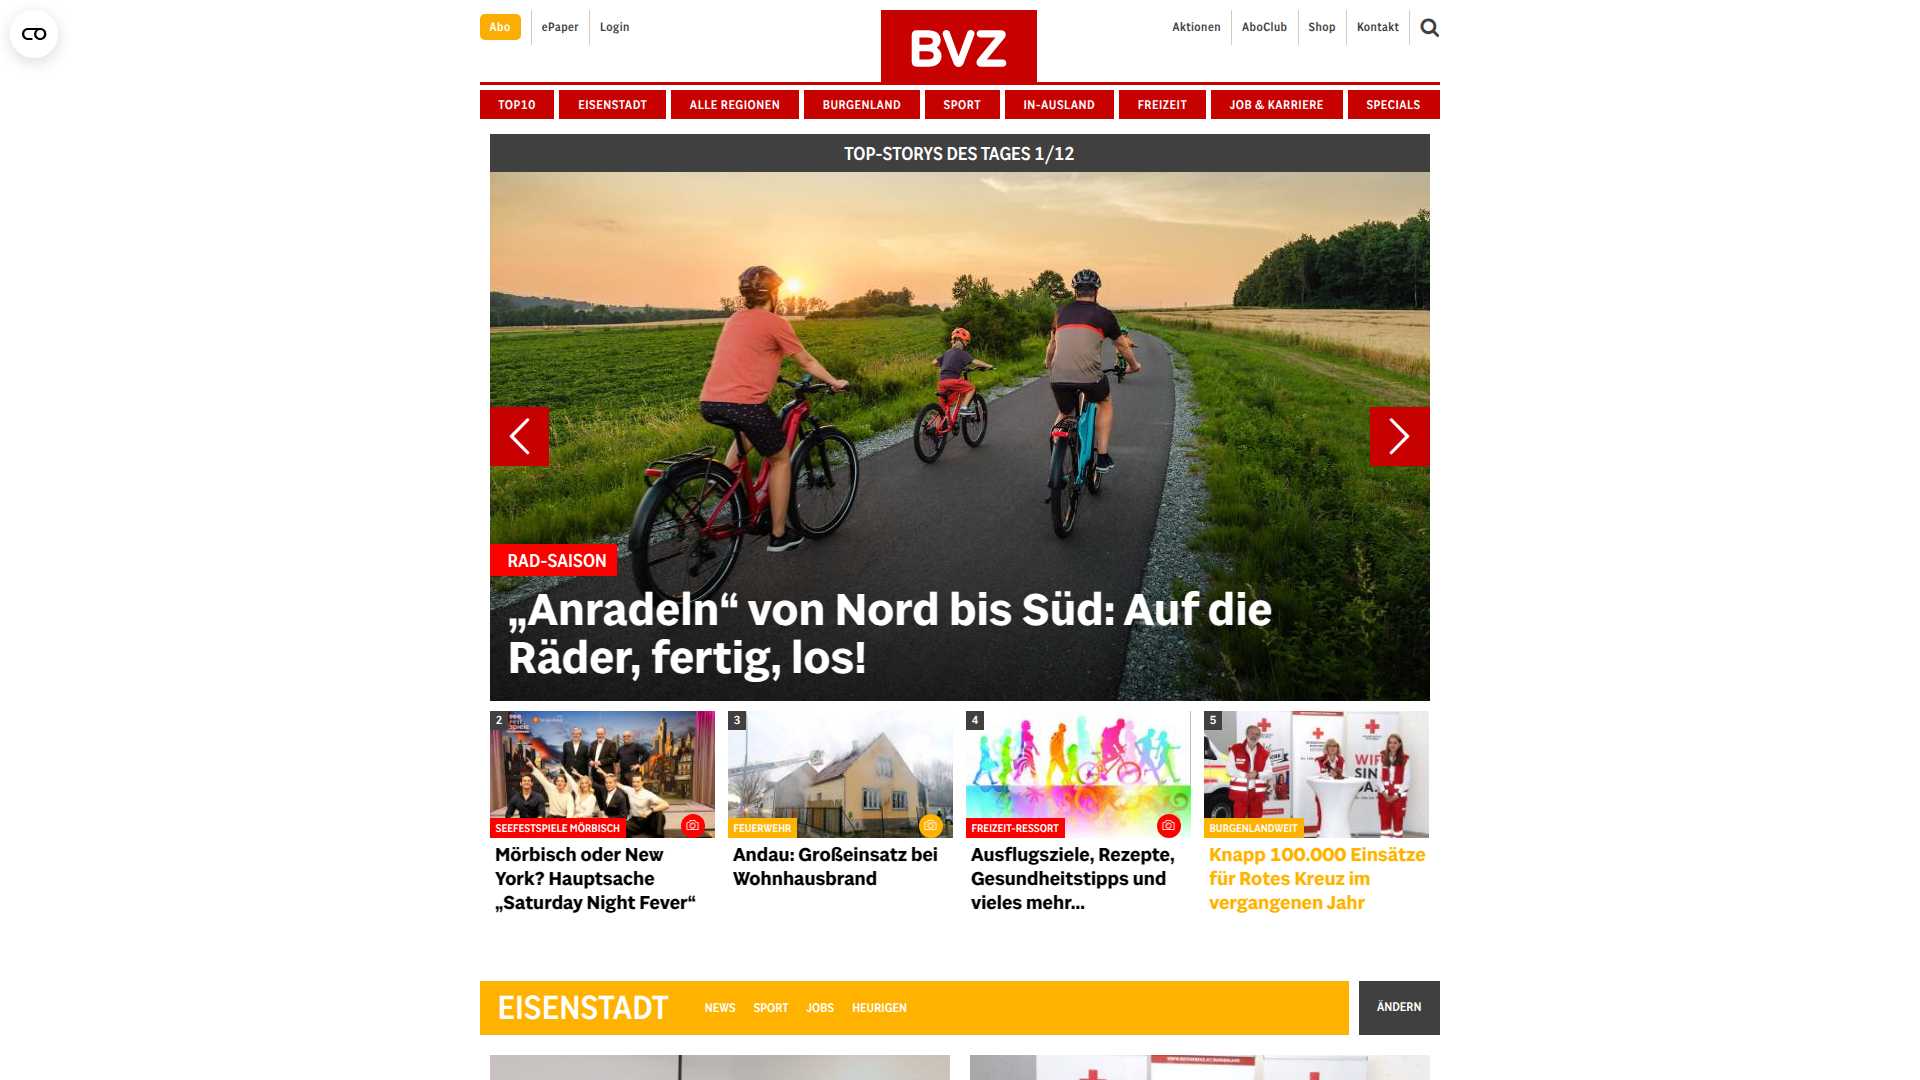 Abo
ePaper
Login
BVZ
Aktionen
AboClub
Shop
Kontakt
TOP10
EISENSTADT
ALLE REGIONEN
BURGENLAND
SPORT
IN-AUSLAND
FREIZEIT
JOB & KARRIERE
SPECIALS
TOP-STORYS DES TAGES 1/12
RAD-SAISON
„Anradeln“ von Nord bis Süd: Auf die
Räder, fertig, los!
2
SEEFESTSPIELE MÖRBISCH
Mörbisch oder New
York? Hauptsache
„Saturday Night Fever“
3
FEUERWEHR
Andau: Großeinsatz bei
Wohnhausbrand
4
FREIZEIT-RESSORT
Ausflugsziele, Rezepte,
Gesundheitstipps und
vieles mehr...
5
WIR
SIN
DA.
BURGENLANDWEIT
Knapp 100.000 Einsätze
für Rotes Kreuz im
vergangenen Jahr
EISENSTADT
NEWS
SPORT
JOBS
HEURIGEN
ÄNDERN